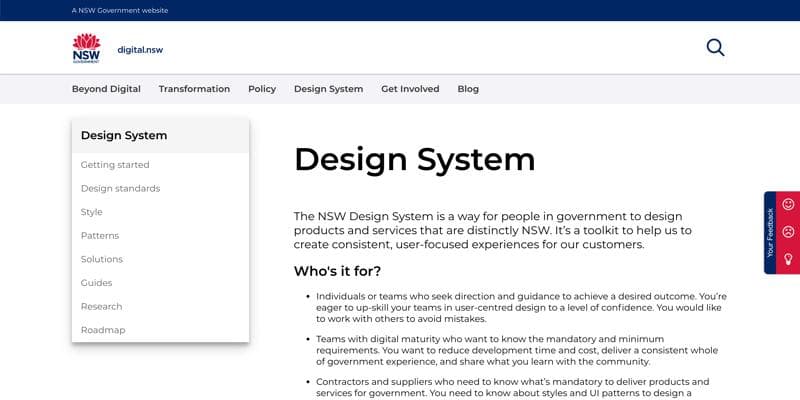 A NSW Government website
NSW
GOVERNMENT
digital.nsw
Beyond Digital Transformation Policy Design System Get Involved Blog
Design System
Getting started
Design standards
Style
Patterns
Solutions
Guides
Research
Roadmap
Design System
The NSW Design System is a way for people in government to design
products and services that are distinctly NSW. It’s a toolkit to help us to
create consistent, user-focused experiences for our customers.
Who's it for?
• Individuals or teams who seek direction and guidance to achieve a desired outcome. You’re
eager to up-skill your teams in user-centred design to a level of confidence. You would like
to work with others to avoid mistakes.
• Teams with digital maturity who want to know the mandatory and minimum
requirements. You want to reduce development time and cost, deliver a consistent whole
of government experience, and share what you learn with the community.
• Contractors and suppliers who need to know what’s mandatory to deliver products and
services for government. You need to know about styles and UI patterns to design a
Your Feedback